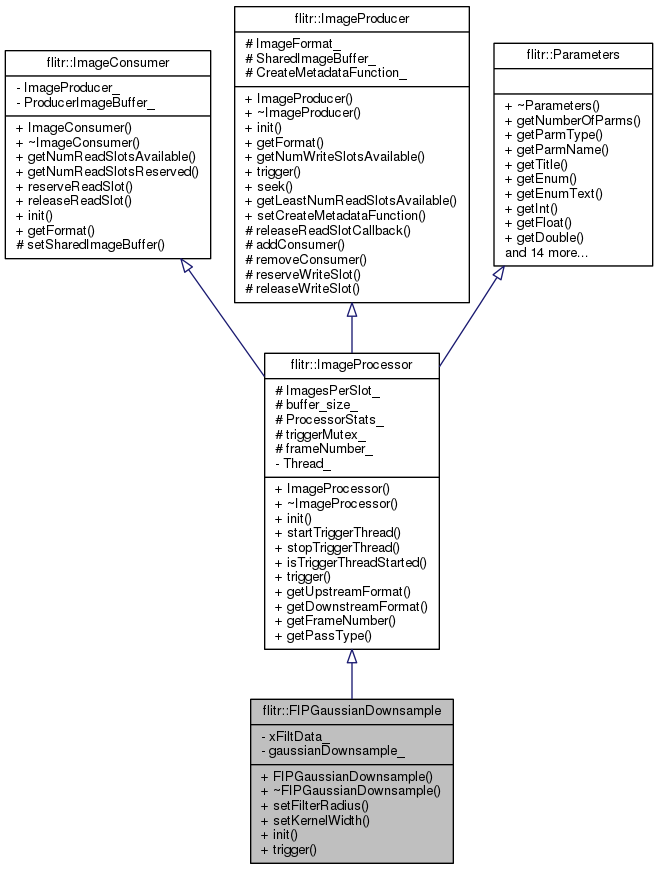 flitr::ImageConsumer
- ImageProducer_
- ProducerImageBuffer_
+ ImageConsumer()
+ ~ImageConsumer()
+ getNumReadSlotsAvailable()
+ getNumReadSlotsReserved()
+ reserveReadSlot()
+ releaseReadSlot()
+ init()
+ getFormat()
# setSharedImageBuffer()
flitr::ImageProducer
# ImageFormat_
# SharedImageBuffer_
# CreateMetadataFunction_
+ ImageProducer()
+ ~ImageProducer()
+ init()
+ getFormat()
+ getNumWriteSlotsAvailable()
+ trigger()
+ seek()
+ getLeastNumReadSlotsAvailable()
+ setCreateMetadataFunction()
# releaseReadSlotCallback()
# addConsumer()
# removeConsumer()
# reserveWriteSlot()
# releaseWriteSlot()
flitr::Parameters
+ ~Parameters()
+ getNumberOfParms()
+ getParmType()
+ getParmName()
+ getTitle()
+ getEnum()
+ getEnumText()
+ getInt()
+ getFloat()
+ getDouble()
and 14 more...
flitr::ImageProcessor
# ImagesPerSlot_
# buffer_size_
# ProcessorStats_
# triggerMutex_
# frameNumber_
- Thread_
+ ImageProcessor()
+ ~ImageProcessor()
+ init()
+ startTriggerThread()
+ stopTriggerThread()
+ isTriggerThreadStarted()
+ trigger()
+ getUpstreamFormat()
+ getDownstreamFormat()
+ getFrameNumber()
+ getPassType()
flitr::FIPGaussianDownsample
- xFiltData_
- gaussianDownsample_
+ FIPGaussianDownsample()
+ ~FIPGaussianDownsample()
+ setFilterRadius()
+ setKernelWidth()
+ init()
+ trigger()